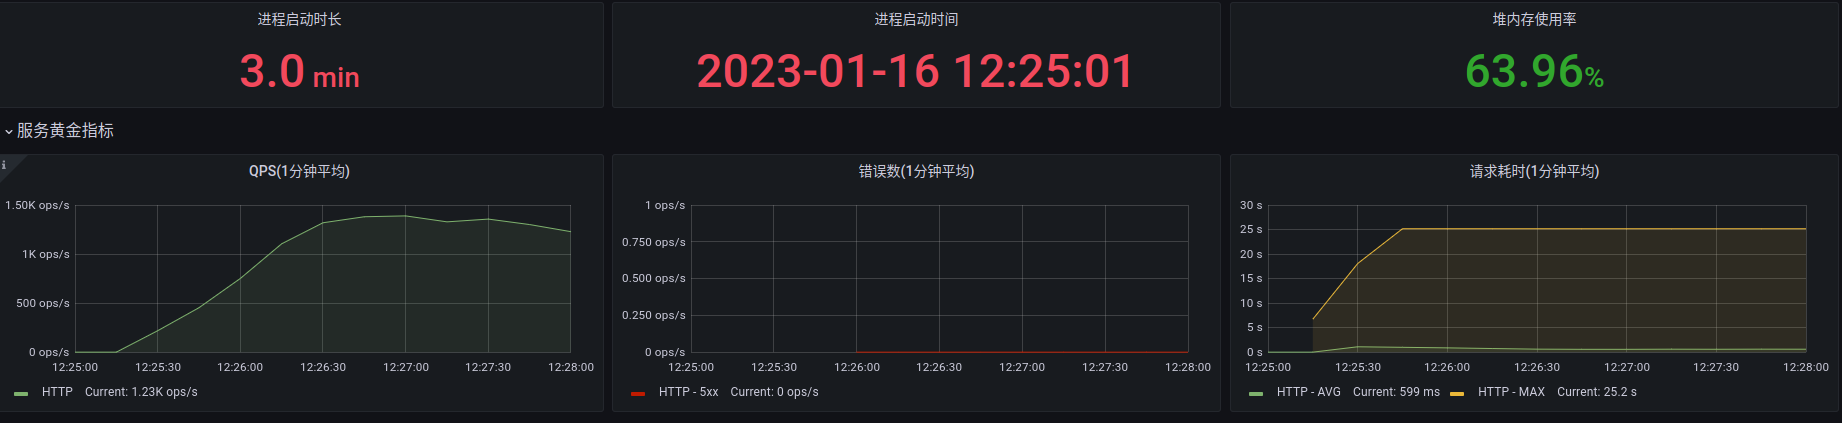 进程启动时长
3.0 min
进程启动时间
2023-01-16 12:25:01
堆内存使用率
63.96%
服务黄金指标
i
QPS(1分钟平均)
1.50K ops/s
1K ops/s
500 ops/s
0 ops/s
12:25:00 12:25:30 12:26:00 12:26:30 12:27:00 12:27:30 12:28:00
HTTP Current: 1.23K ops/s
错误数(1分钟平均)
1 ops/s
0.750 ops/s
0.500 ops/s
0.250 ops/s
0 ops/s
12:25:00 12:25:30 12:26:00 12:26:30 12:27:00 12:27:30 12:28:00
HTTP - 5xx Current: 0 ops/s
请求耗时(1分钟平均)
30 s
25 s
20 s
15 s
10 s
5 s
0 s
12:25:00 12:25:30 12:26:00 12:26:30 12:27:00 12:27:30 12:28:00
HTTP - AVG Current: 599 ms HTTP - MAX Current: 25.2 s